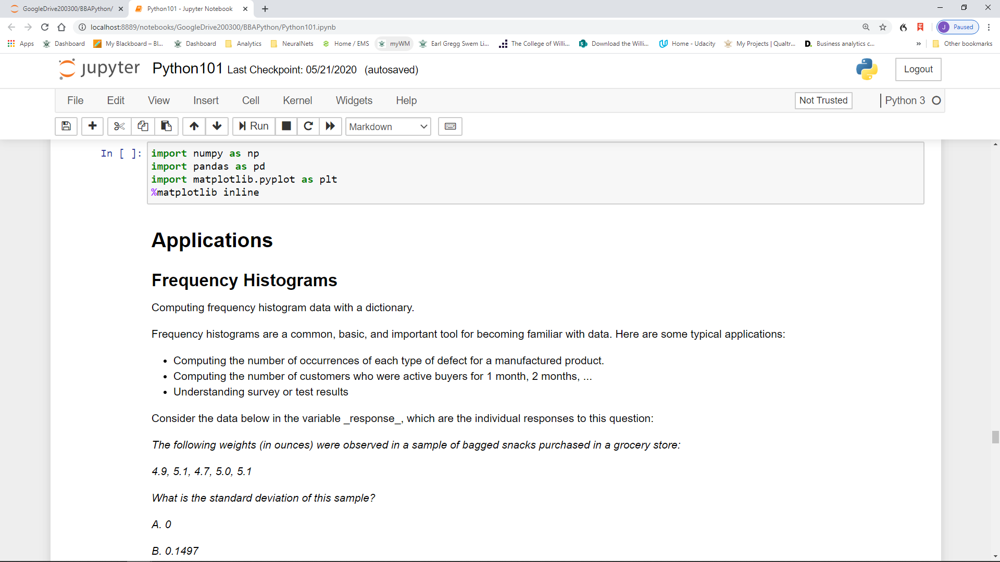 GoogleDrive200300/BBAPython/
Python101 - Jupyter Notebook
localhost:8889/notebooks/GoogleDrive200300/BBAPython/Python101.ipynb
J Paused
Apps Dashboard My Blackboard – Bl... Dashboard Analytics NeuralNets Home / EMS myWM Earl Gregg Swem Li... The College of Willi... Download the Willi... Home - Udacity My Projects | Qualtr... D. Business analytics c... » Other bookmarks
jupyter Python101 Last Checkpoint: 05/21/2020 (autosaved) Logout
File Edit View Insert Cell Kernel Widgets Help Not Trusted Python 3
Run Markdown
In [ ]: import numpy as np
import pandas as pd
import matplotlib.pyplot as plt
%matplotlib inline
Applications
Frequency Histograms
Computing frequency histogram data with a dictionary.
Frequency histograms are a common, basic, and important tool for becoming familiar with data. Here are some typical applications:
• Computing the number of occurrences of each type of defect for a manufactured product.
• Computing the number of customers who were active buyers for 1 month, 2 months, ...
• Understanding survey or test results
Consider the data below in the variable _response_, which are the individual responses to this question:
The following weights (in ounces) were observed in a sample of bagged snacks purchased in a grocery store:
4.9, 5.1, 4.7, 5.0, 5.1
What is the standard deviation of this sample?
A. 0
B. 0.1497